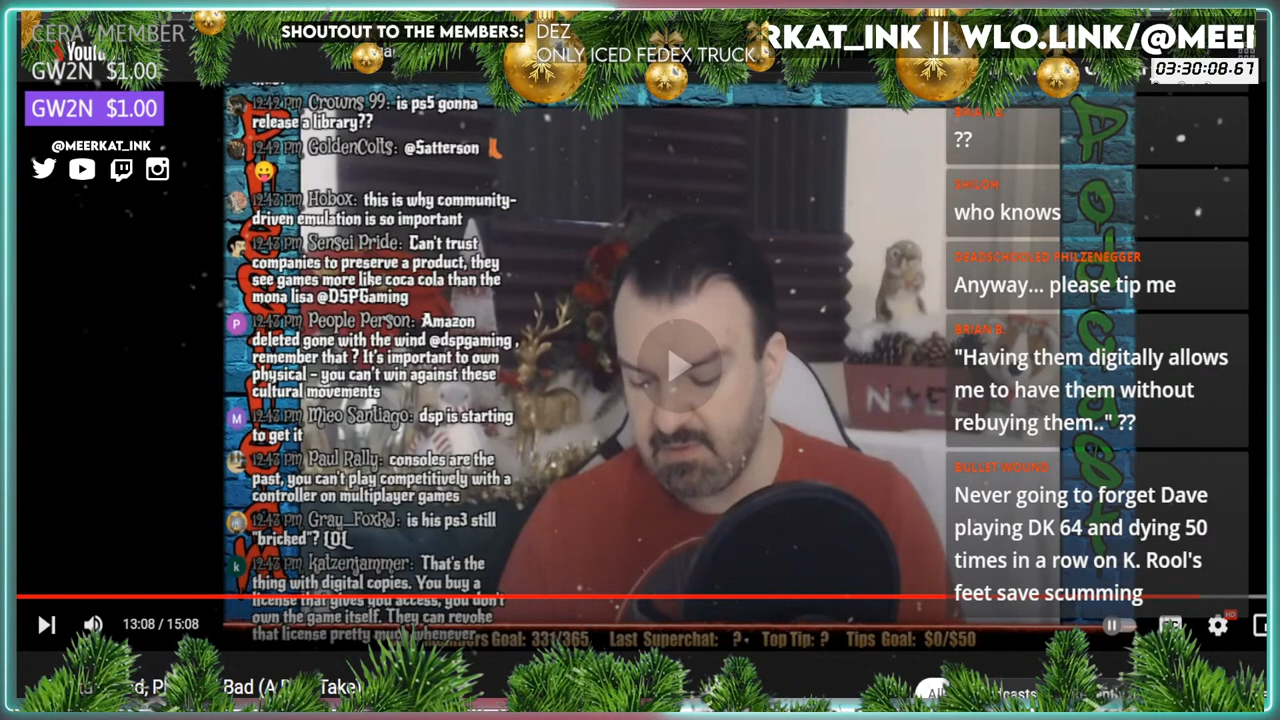 CERA MEMBER
SHOUTOUT TO THE MEMBERS:
DEZ
ONLY ICED FEDEX TRUCK
RKAT_INK || WLO.LINK/@MEEI
GW2N $1.00
03:30:08.67
GW2N $1.00
@MEERKAT_INK
12:42 PM Crowns 99: is ps5 gonna
release a library??
12:42 PM GoldenColts: @Satterson
12:43 PM Hobox: this is why community-
driven emulation is so important
12:43 PM Sensei Pride: Can't trust
companies to preserve a product, they
see games more like coca cola than the
mona lisa @DSPGaming
12:43 PM People Person: Amazon
deleted gone with the wind @dspgaming ,
remember that ? It's important to own
physical - you can't win against these
cultural movements
12:43 PM Mieo Santiago: dsp is starting
to get it
12:43 PM Paul Rally: consoles are the
past, you can't play competitively with a
controller on multiplayer games
12:43 PM Gray_FoxRJ: is his ps3 still
"bricked"? LOL
12:43 PM katzenjammer: That's the
thing with digital copies. You buy a
license that gives you access, you don't
own the game itself. They can revoke
that license pretty much whenever
??
SHILOH
who knows
DEADSCHOOLED PHILZENEGGER
Anyway... please tip me
BRIAN B.
"Having them digitally allows
me to have them without
rebuying them.." ??
BULLET WOUND
Never going to forget Dave
playing DK 64 and dying 50
times in a row on K. Rool's
feet save scumming
13:08 / 15:08
HD
Goal: 331/365 Last Superchat: ? - Top Tip: ? Tips Goal: $0/$50
Bad (A
Take)